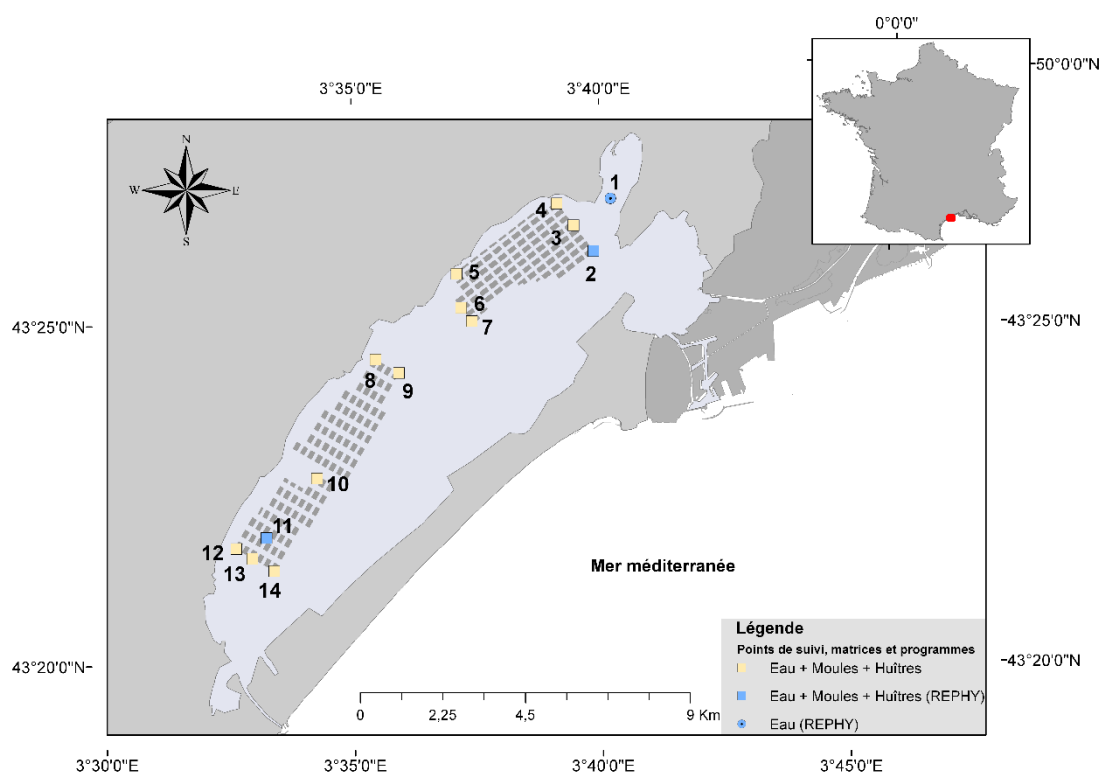 0°0'0"
50°0'0"N
3°35'0"E
3°40'0"E
N
W
E
S
1
4
3
2
5
6
7
43°25'0"N
43°25'0"N
8
9
10
11
12
13
14
Mer méditerranée
Légende
Points de suivi, matrices et programmes
Eau + Moules + Huîtres
Eau + Moules + Huîtres (REPHY)
Eau (REPHY)
43°20'0"N
43°20'0"N
0
2,25
4,5
9 Km
3°30'0"E
3°35'0"E
3°40'0"E
3°45'0"E